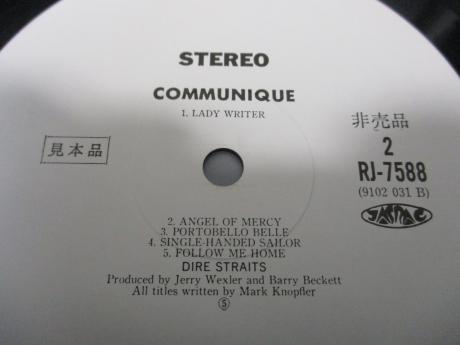 STEREO
COMMUNIQUE
1. LADY WRITER
見本品
非売品
2
RJ-7588
(9102 031 B)
2. ANGEL OF MERCY
3. PORTOBELLO BELLE
4. SINGLE-HANDED SAILOR
5. FOLLOW ME HOME
DIRE STRAITS
Produced by Jerry Wexler and Barry Beckett
All titles written by Mark Knopfler
Ⓢ